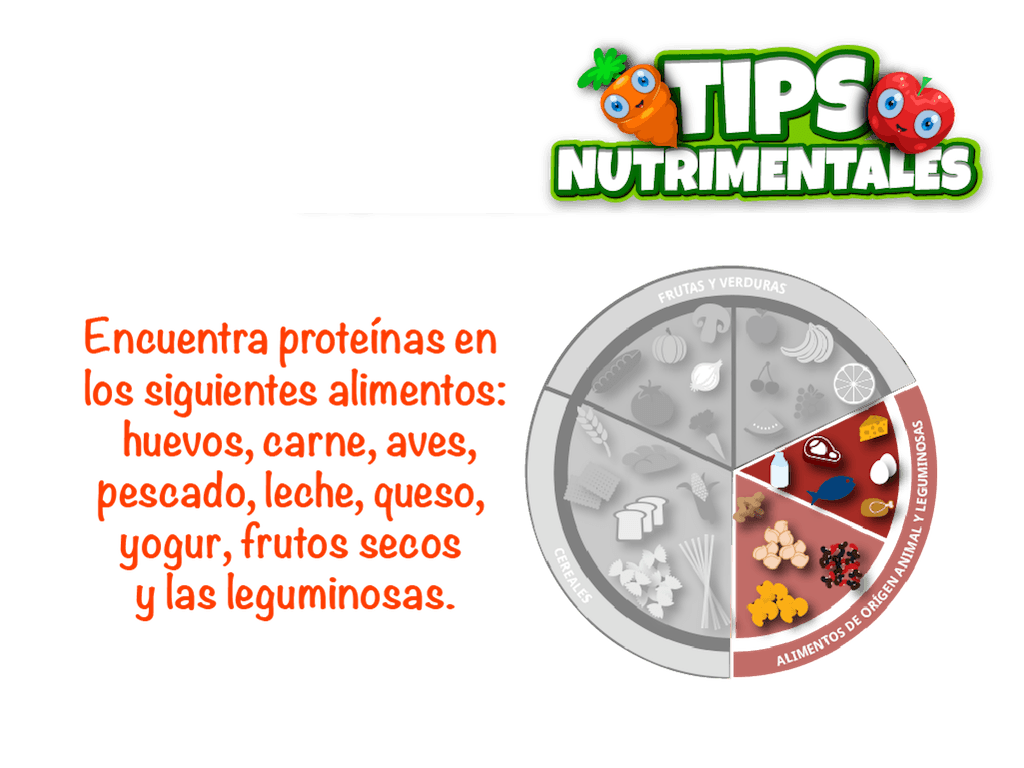 TIPS
NUTRIMENTALES
Encuentra proteínas en
los siguientes alimentos:
huevos, carne, aves,
pescado, leche, queso,
yogur, frutos secos
y las leguminosas.
FRUTAS Y VERDURAS
CEREALES
ALIMENTOS DE ORÍGEN ANIMAL Y LEGUMINOSAS